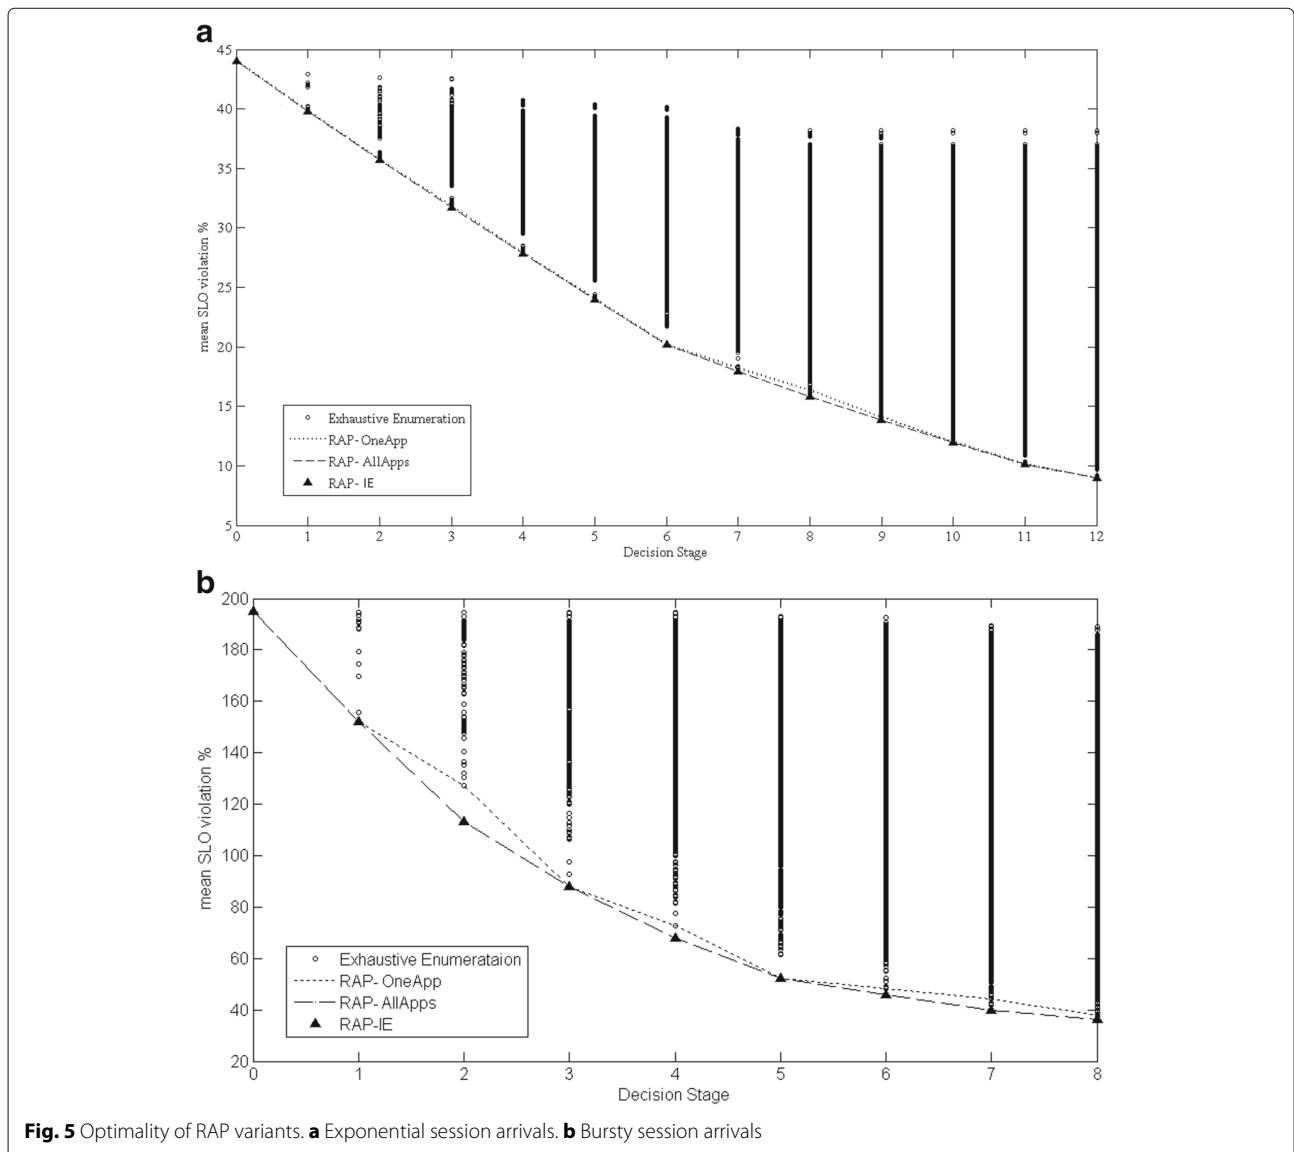 a
45
40
35
30
25
20
15
10
5
mean SLO violation %
Exhaustive Enumeration
RAP- OneApp
RAP- AllApps
RAP- IE
0 1 2 3 4 5 6 7 8 9 10 11 12
Decision Stage
b
200
180
160
140
120
100
80
60
40
20
mean SLO violation %
Exhaustive Enumerataion
RAP- OneApp
RAP- AllApps
RAP-IE
0 1 2 3 4 5 6 7 8
Decision Stage
Fig. 5 Optimality of RAP variants. a Exponential session arrivals. b Bursty session arrivals